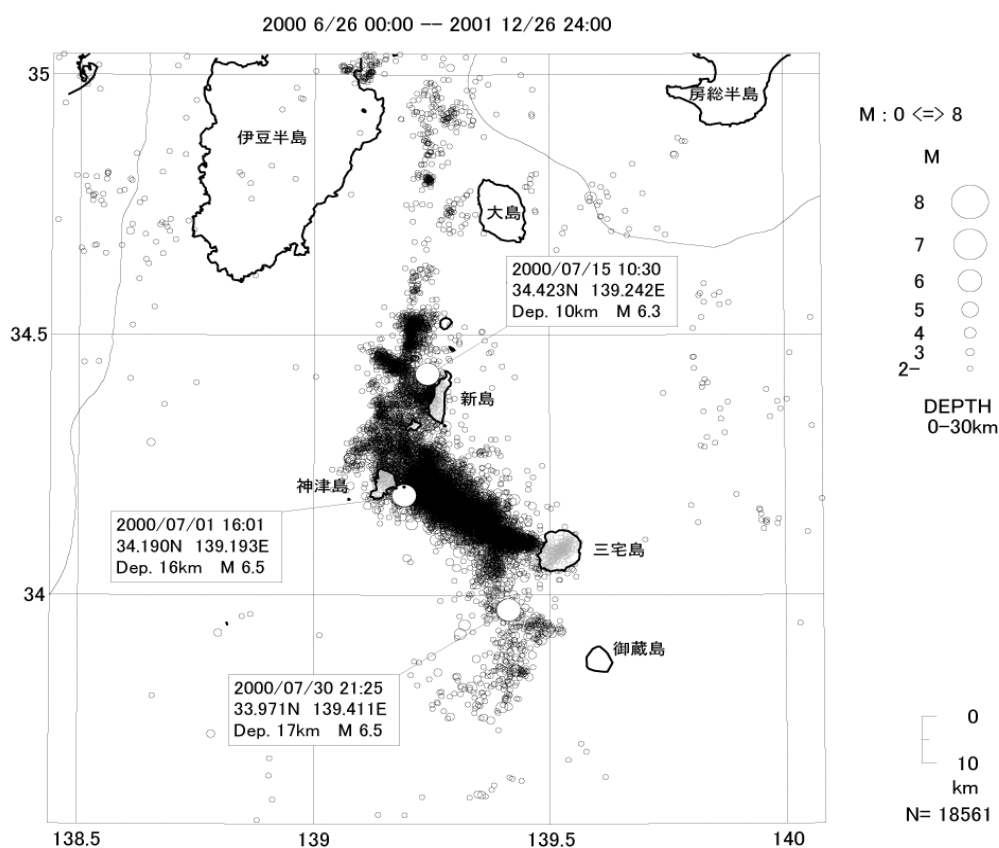 2000 6/26 00:00 -- 2001 12/26 24:00
35
房総半島
伊豆半島
M : 0 <=> 8
M
8
7
6
5
4
3
2-
DEPTH
0-30km
大島
2000/07/15 10:30
34.423N 139.242E
Dep. 10km M 6.3
34.5
新島
神津島
2000/07/01 16:01
34.190N 139.193E
Dep. 16km M 6.5
三宅島
34
御蔵島
2000/07/30 21:25
33.971N 139.411E
Dep. 17km M 6.5
0
10
km
N= 18561
138.5
139
139.5
140